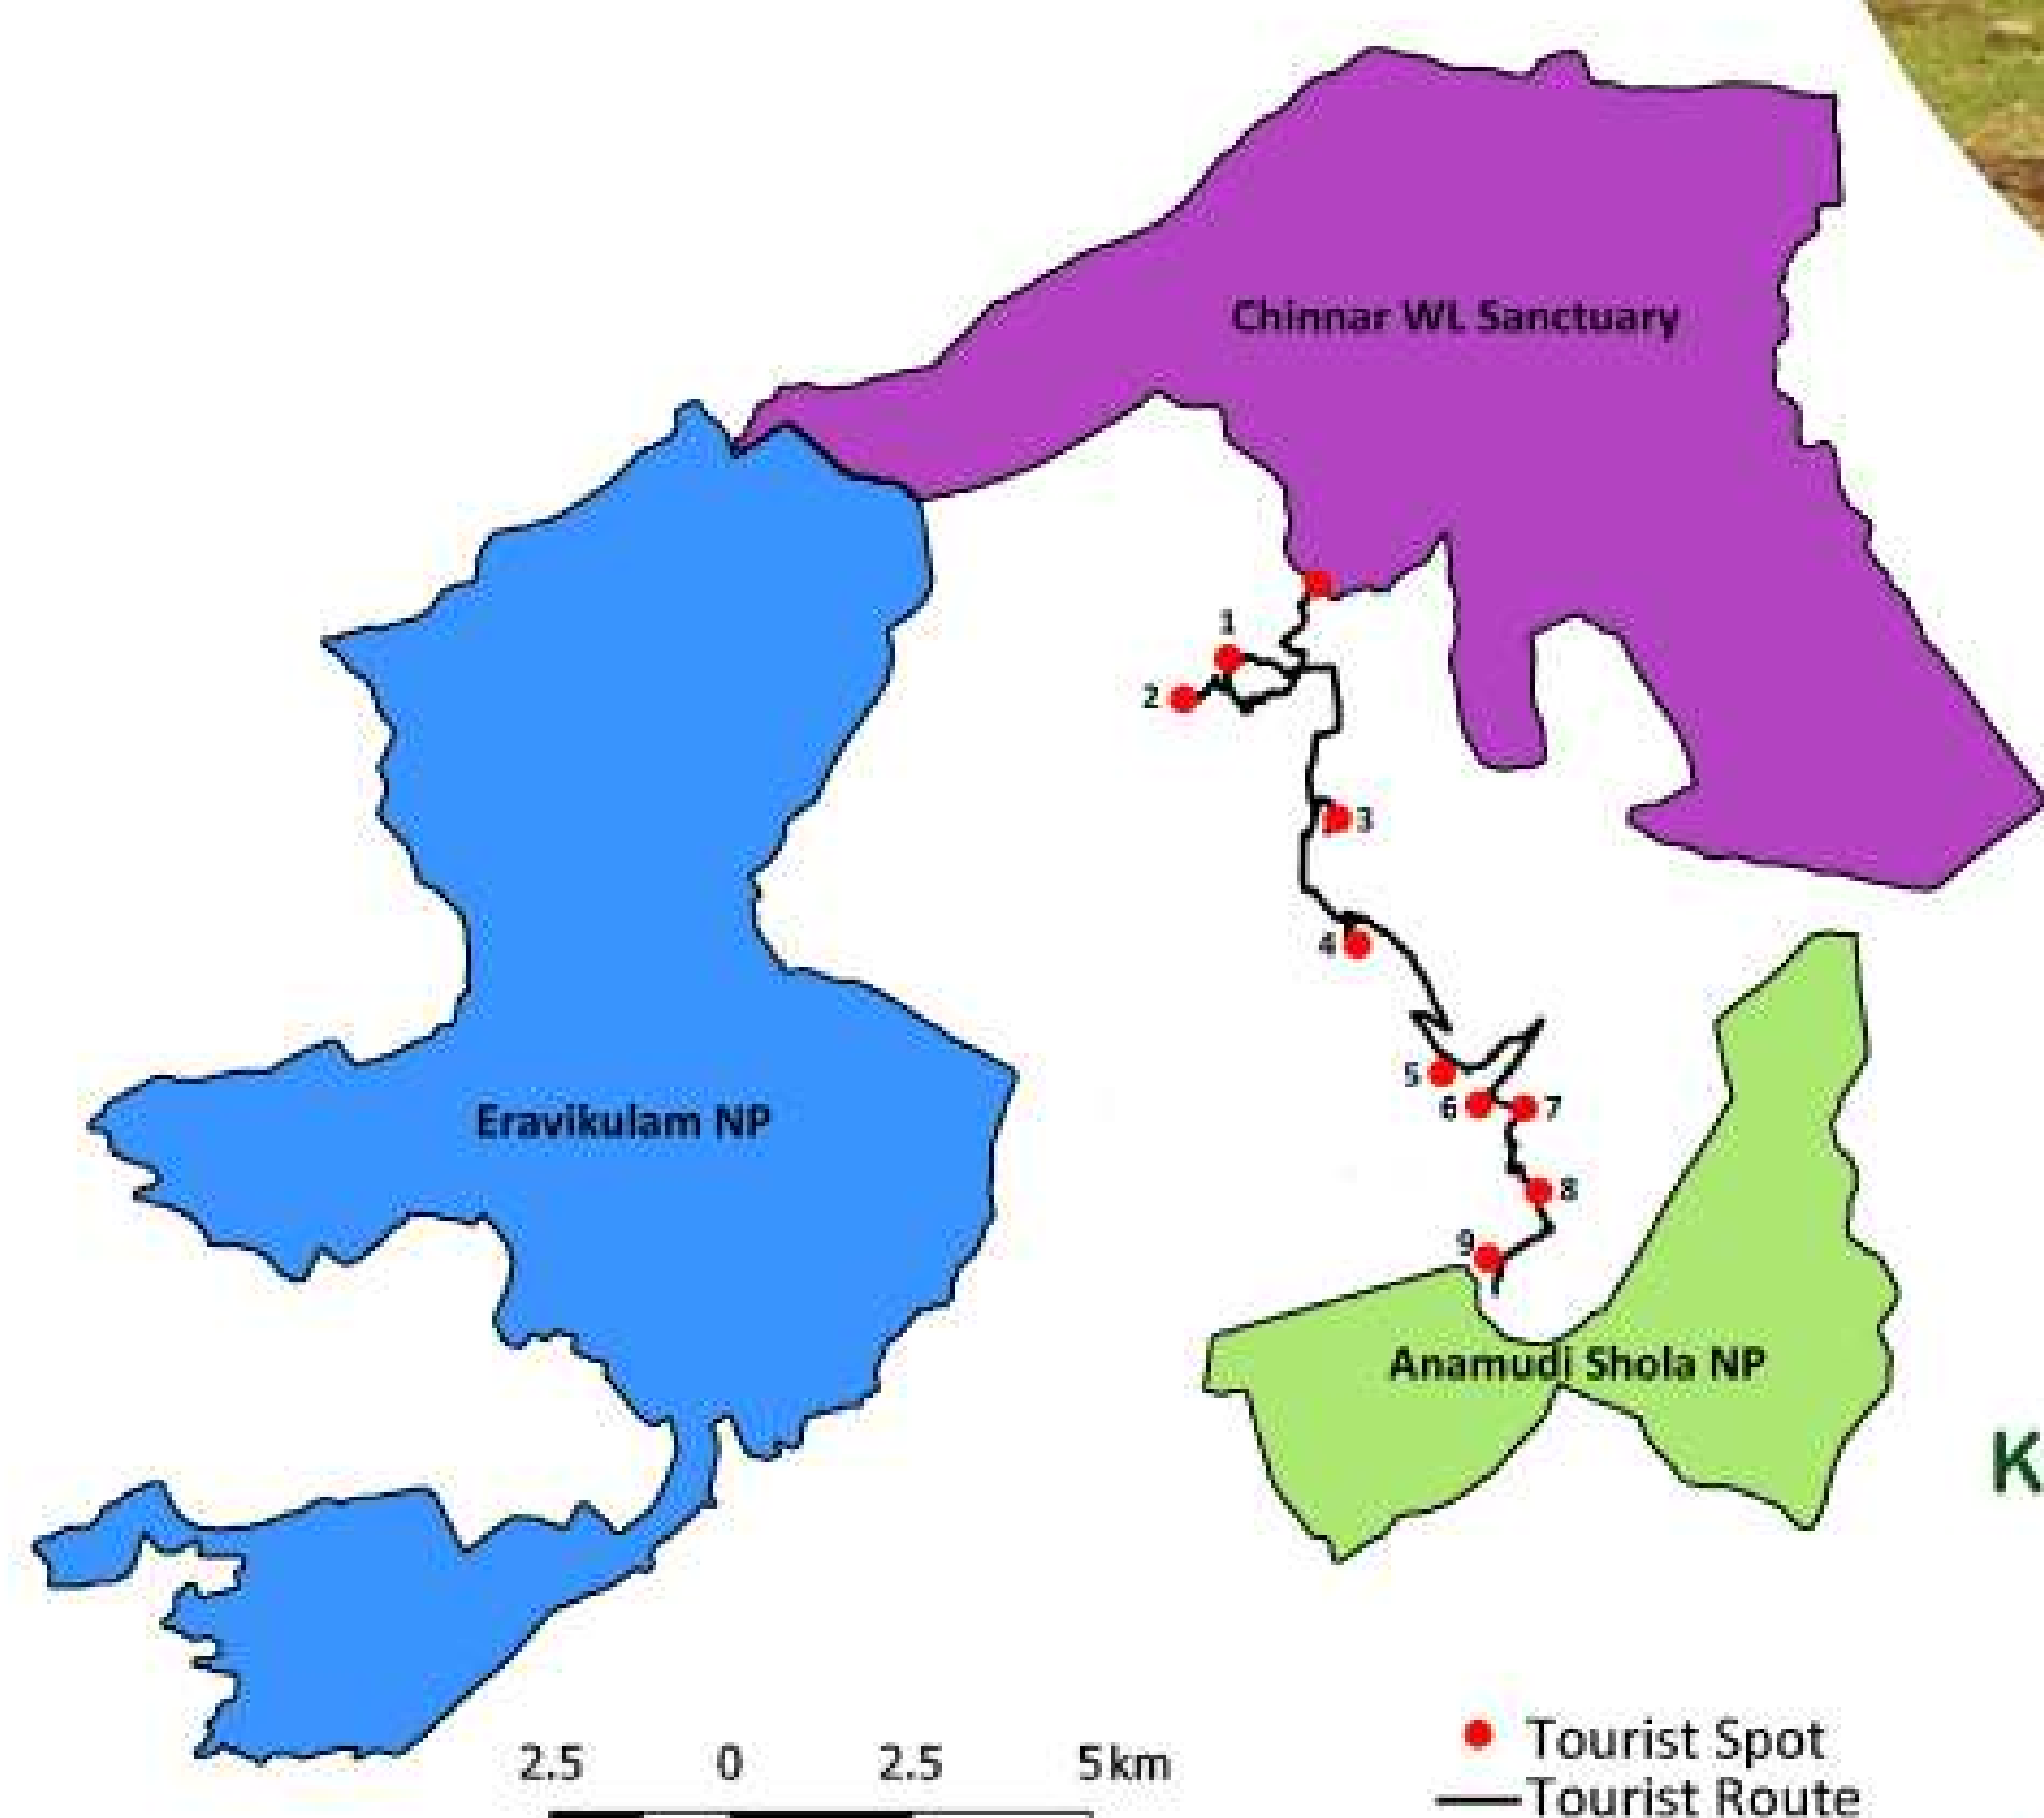 Chinnar WL Sanctuary
1
2
3
4
Eravikulam NP
5
6
7
8
9
Anamudi Shola NP
K
Tourist Spot
2.5 0 2.5 5km
Tourist Route